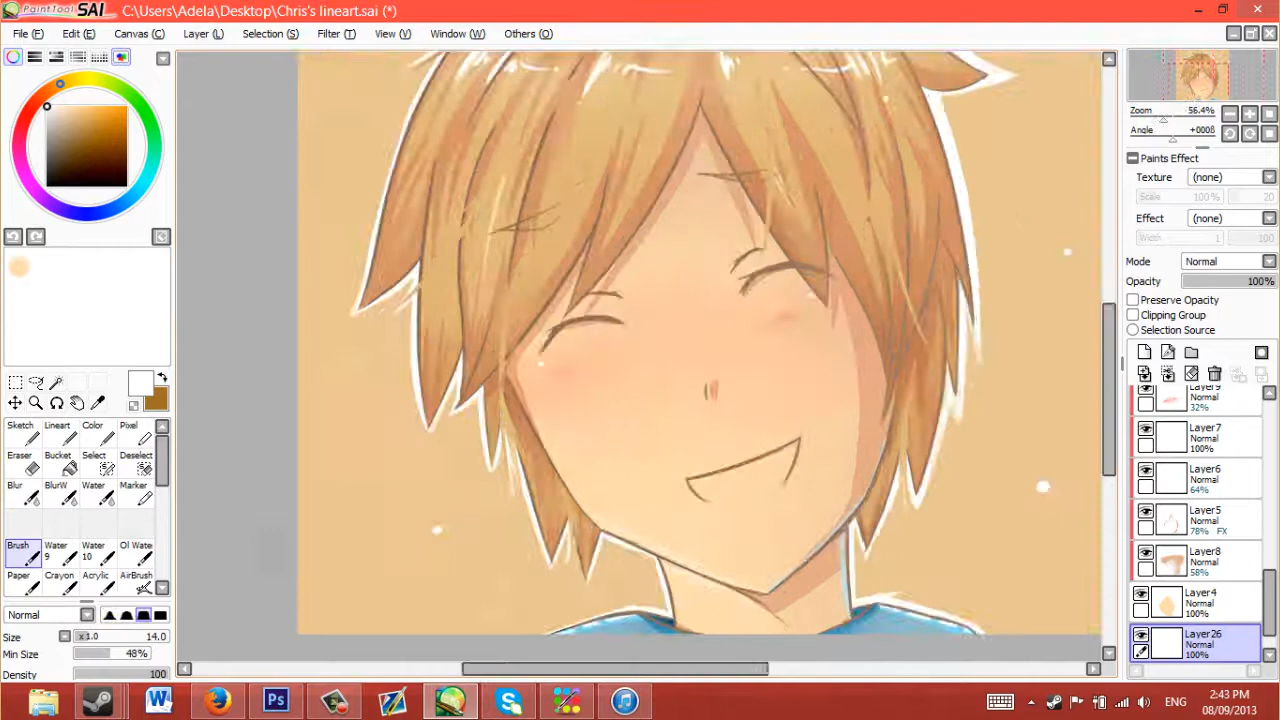 PaintTool SAI C:\Users\Adela\Desktop\Chris's lineart.sai (*)
File (F) Edit (E) Canvas (C) Layer (L) Selection (S) Filter (T) View (V) Window (W) Others (O)
Zoom 56.4%
Angle +0008
Paints Effect
Texture (none)
Scale 100% 20
Effect (none)
Width 1 100
Mode Normal
Opacity 100%
Preserve Opacity
Clipping Group
Selection Source
Layer9
Normal
32%
Layer7
Normal
100%
Layer6
Normal
64%
Layer5
Normal
78% FX
Layer8
Normal
58%
Layer4
Normal
100%
Layer26
Normal
100%
Sketch Lineart Color Pixel
Eraser Bucket Select Deselect
Blur BlurW Water Marker
Brush Water 9 Water 10 Ol Wate
Paper Crayon Acrylic AirBrush
Normal
Size x1.0 14.0
Min Size 48%
Density 100
W Ps S
ENG
2:43 PM
08/09/2013